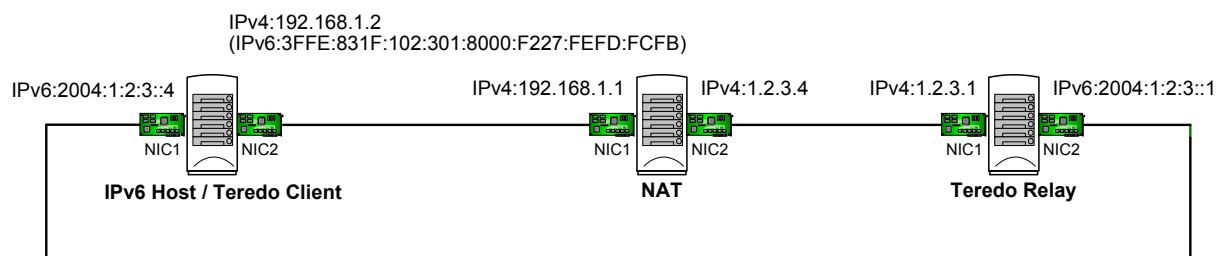 IPv4:192.168.1.2
(IPv6:3FFE:831F:102:301:8000:F227:FEFD:FCFB)
IPv6:2004:1:2:3::4
IPv4:192.168.1.1
IPv4:1.2.3.4
IPv4:1.2.3.1
IPv6:2004:1:2:3::1
NIC1
NIC2
NIC1
NIC2
NIC1
NIC2
IPv6 Host / Teredo Client
NAT
Teredo Relay